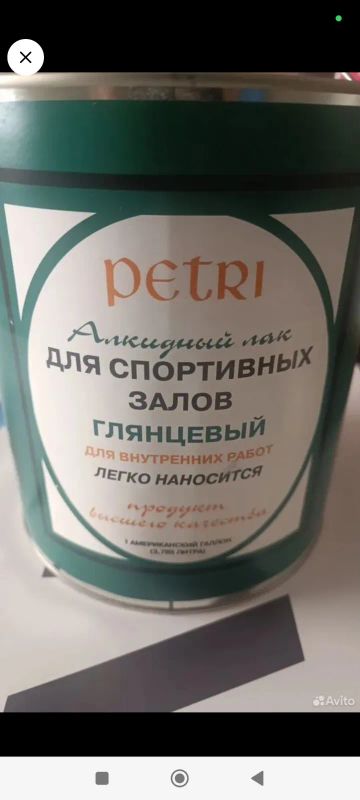 PETRI
Алкидный лак
ДЛЯ СПОРТИВНЫХ
ЗАЛОВ
ГЛЯНЦЕВЫЙ
ДЛЯ ВНУТРЕННИХ РАБОТ
ЛЕГКО НАНОСИТСЯ
продукт
высшего качества
1 АМЕРИКАНСКИЙ ГАЛЛОН
(3,785 ЛИТРА)
Avito